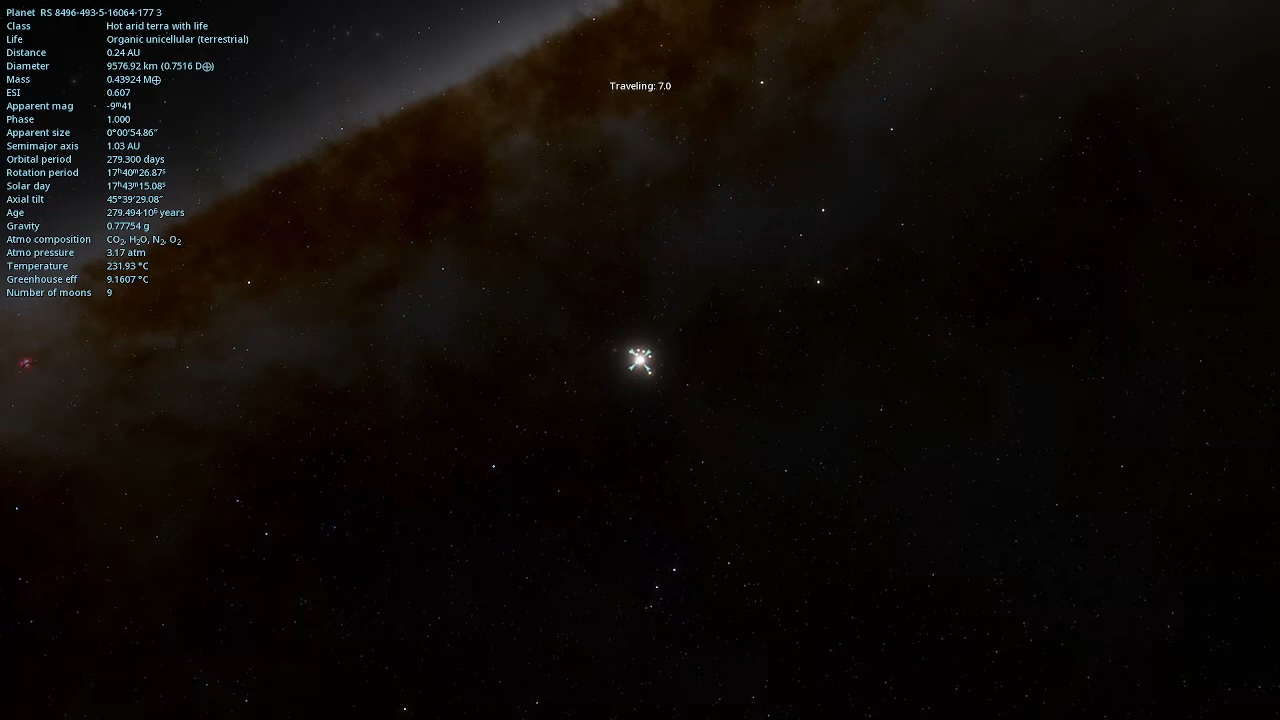 Planet RS 8496-493-5-16064-177 3
Class Hot arid terra with life
Life Organic unicellular (terrestrial)
Distance 0.24 AU
Diameter 9576.92 km (0.7516 D⊕)
Mass 0.43924 M⊕
ESI 0.607
Apparent mag -9ᵐ41
Phase 1.000
Apparent size 0°00′54.86″
Semimajor axis 1.03 AU
Orbital period 279.300 days
Rotation period 17ʰ40ᵐ26.87ˢ
Solar day 17ʰ43ᵐ15.08ˢ
Axial tilt 45°39′29.08″
Age 279.494·10⁶ years
Gravity 0.77754 g
Atmo composition CO₂, H₂O, N₂, O₂
Atmo pressure 3.17 atm
Temperature 231.93 °C
Greenhouse eff 9.1607 °C
Number of moons 9
Traveling: 7.0